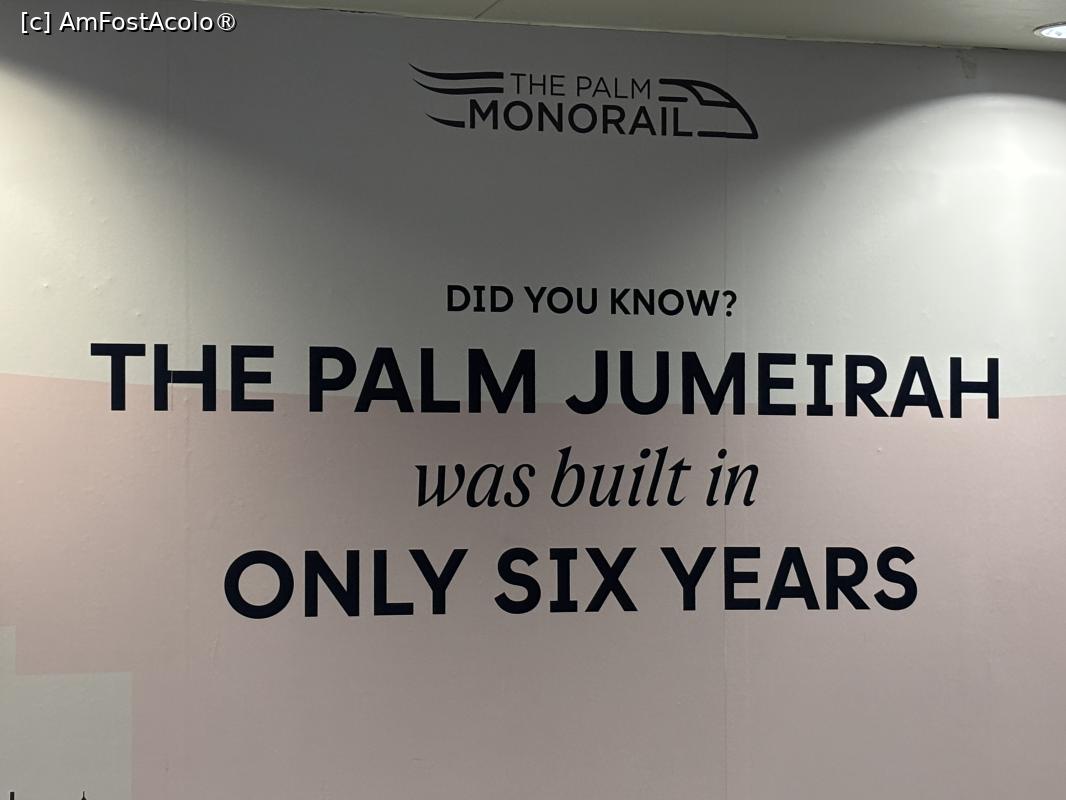 [c] AmFostAcolo®
THE PALM
MONORAIL
DID YOU KNOW?
THE PALM JUMEIRAH
was built in
ONLY SIX YEARS